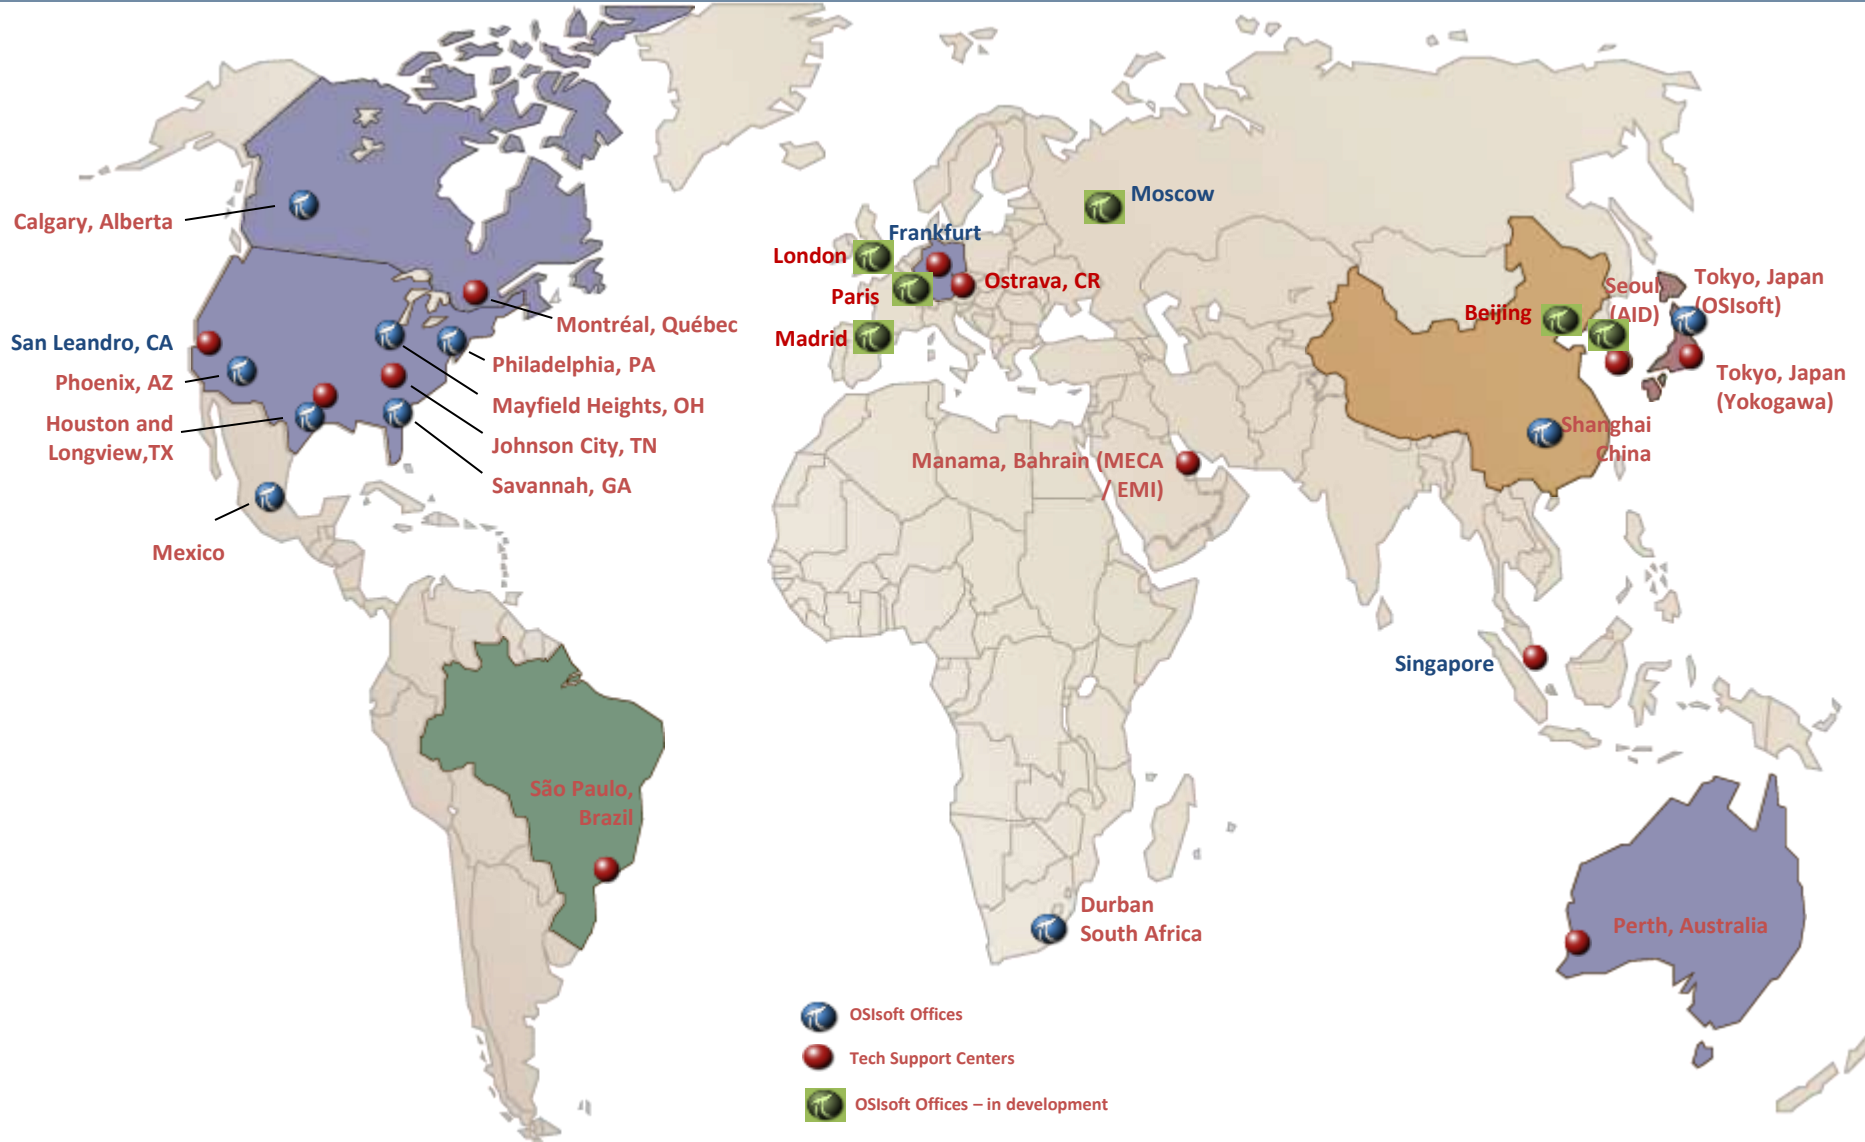 Calgary, Alberta
San Leandro, CA
Phoenix, AZ
Houston and
Longview,TX
Mexico
Montréal, Québec
Philadelphia, PA
Mayfield Heights, OH
Johnson City, TN
Savannah, GA
São Paulo,
Brazil
Moscow
Frankfurt
London
Ostrava, CR
Paris
Madrid
Manama, Bahrain (MECA
/ EMI)
Durban
South Africa
Beijing
Seoul
(AID)
Tokyo, Japan
(OSIsoft)
Tokyo, Japan
(Yokogawa)
Shanghai
China
Singapore
Perth, Australia
OSIsoft Offices
Tech Support Centers
OSIsoft Offices – in development